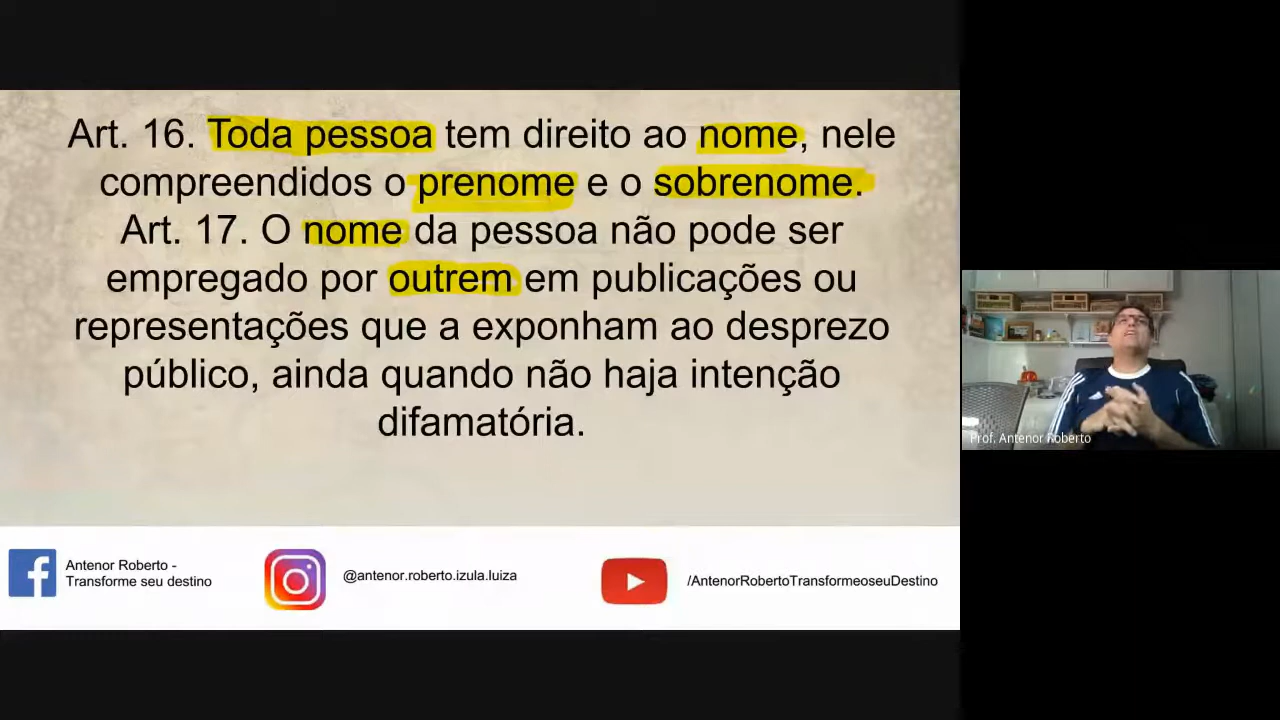 Art. 16. Toda pessoa tem direito ao nome, nele
compreendidos o prenome e o sobrenome.
Art. 17. O nome da pessoa não pode ser
empregado por outrem em publicações ou
representações que a exponham ao desprezo
público, ainda quando não haja intenção
difamatória.
Prof. Antenor Roberto
Antenor Roberto -
Transforme seu destino
@antenor.roberto.izula.luiza
/AntenorRobertoTransformeoseuDestino